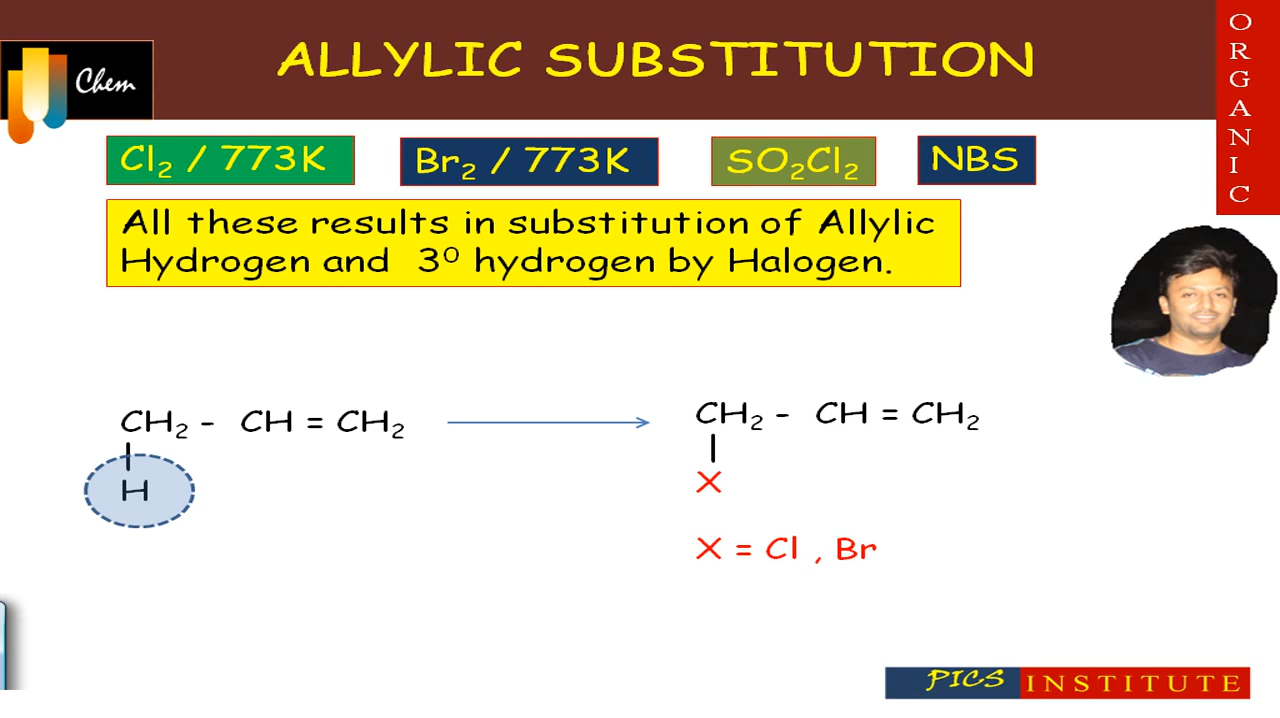 ALLYLIC SUBSTITUTION
Chem
ORGANIC
Cl₂ / 773K
Br₂ / 773K
SO₂Cl₂
NBS
All these results in substitution of Allylic
Hydrogen and 3⁰ hydrogen by Halogen.
CH₂ - CH = CH₂
|
H
CH₂ - CH = CH₂
|
X
X = Cl , Br
PICS INSTITUTE